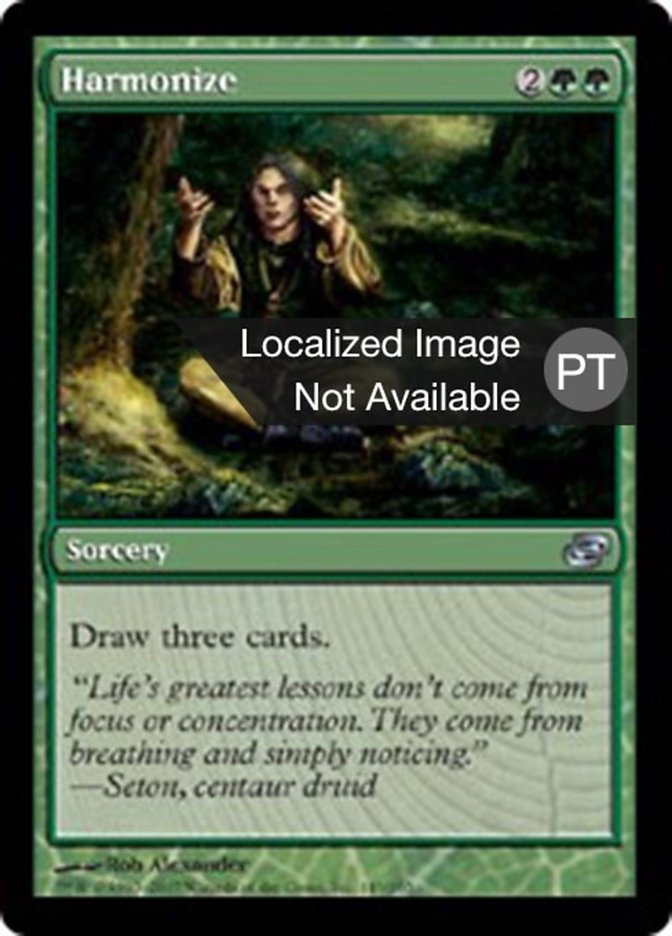 Harmonize 2
Localized Image
PT
Not Available
Sorcery
Draw three cards.
“Life’s greatest lessons don’t come from
focus or concentration. They come from
breathing and simply noticing.”
—Seton, centaur druid
Rob Alexander